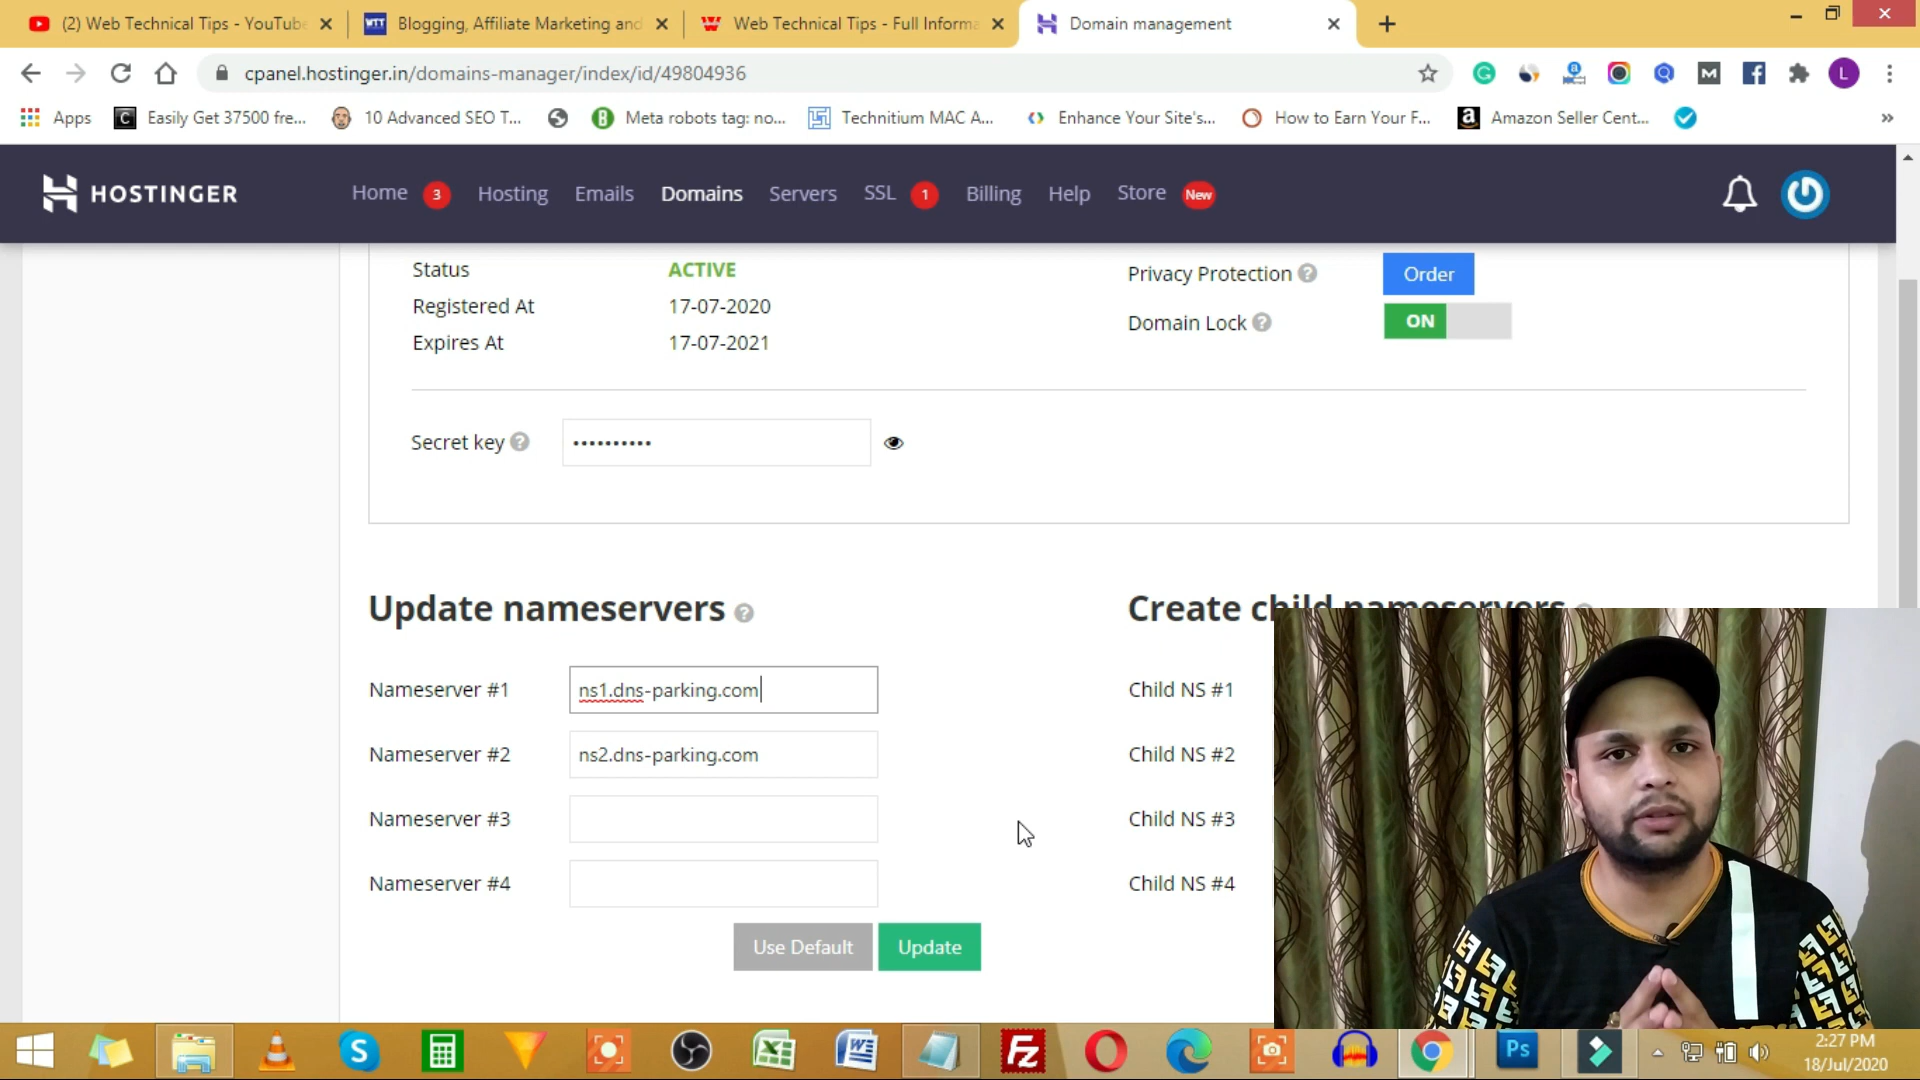 (2) Web Technical Tips - YouTube
Blogging, Affiliate Marketing and
Web Technical Tips - Full Informa
Domain management
cpanel.hostinger.in/domains-manager/index/id/49804936
L
Apps
Easily Get 37500 fre...
10 Advanced SEO T...
Meta robots tag: no...
Technitium MAC A...
Enhance Your Site's...
How to Earn Your F...
Amazon Seller Cent...
HOSTINGER
Home 3
Hosting
Emails
Domains
Servers
SSL 1
Billing
Help
Store New
Status ACTIVE
Registered At 17-07-2020
Expires At 17-07-2021
Privacy Protection Order
Domain Lock ON
Secret key
Update nameservers
Nameserver #1 ns1.dns-parking.com
Nameserver #2 ns2.dns-parking.com
Nameserver #3
Nameserver #4
Use Default Update
Create child nameservers
Child NS #1
Child NS #2
Child NS #3
Child NS #4
2:27 PM
18/Jul/2020